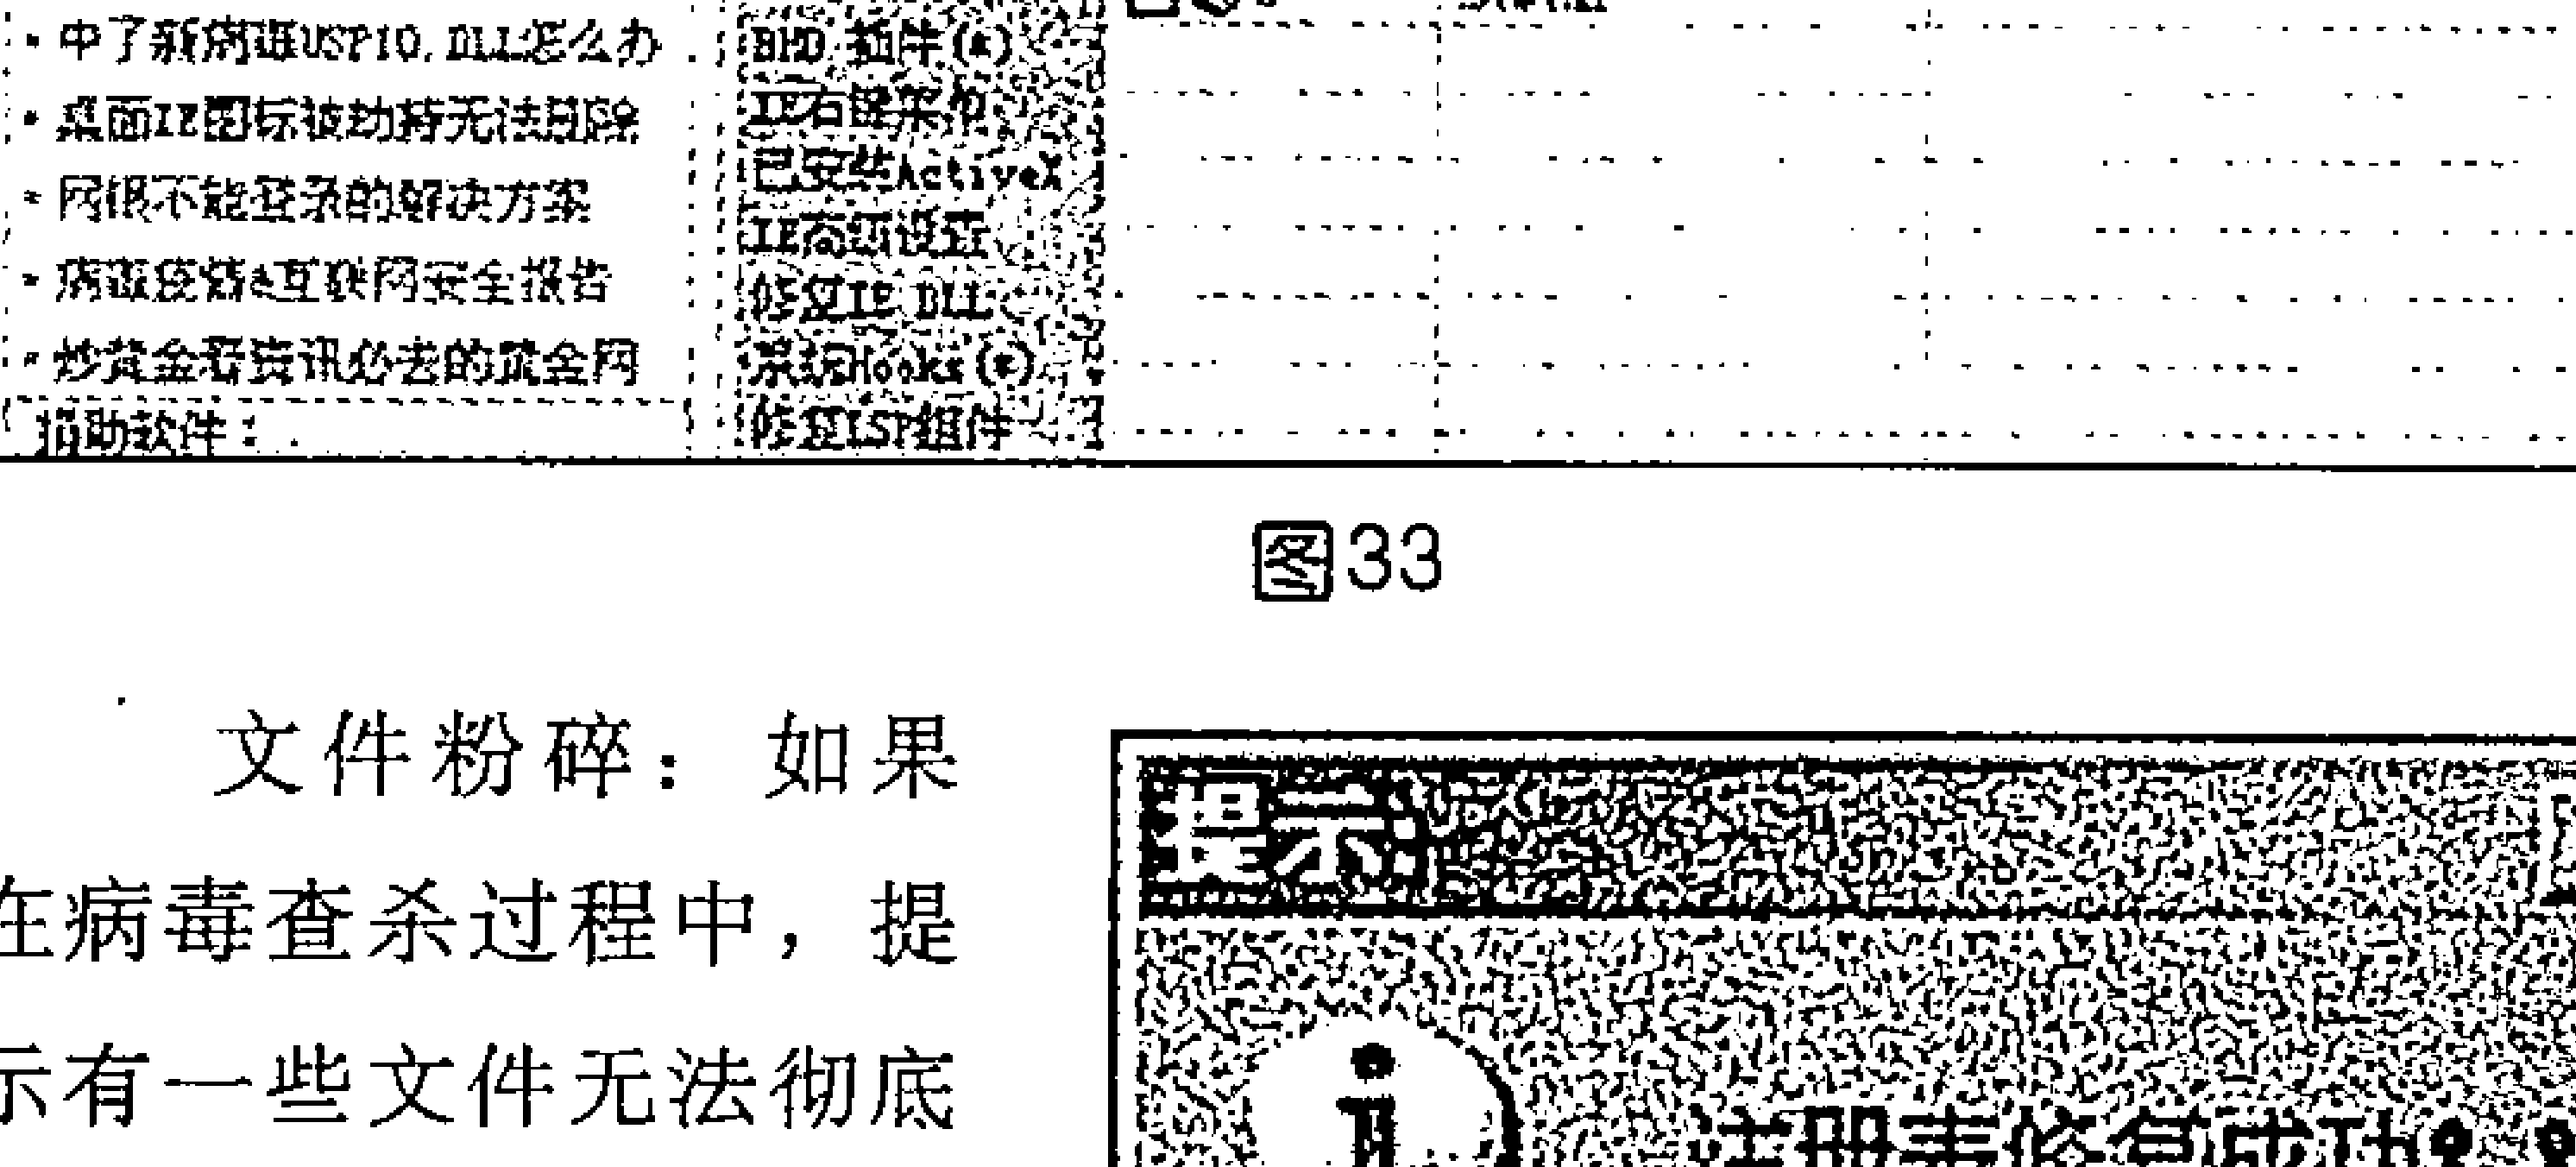 中了新病毒USP10.DLL怎么办
桌面IE图标被劫持无法删除
网银不能登录的解决方案
病毒疫情&互联网安全报告
炒黄金看资讯必去的黄金网
捐助软件：
BHO 插件(*)
IE右键菜单
已安装ActiveX
IE高级设置
修复IE DLL
系统Hooks(*)
修复LSP组件
图33
文件粉碎：如果
在病毒查杀过程中，提
示有一些文件无法彻底
提示
注册表修复成功